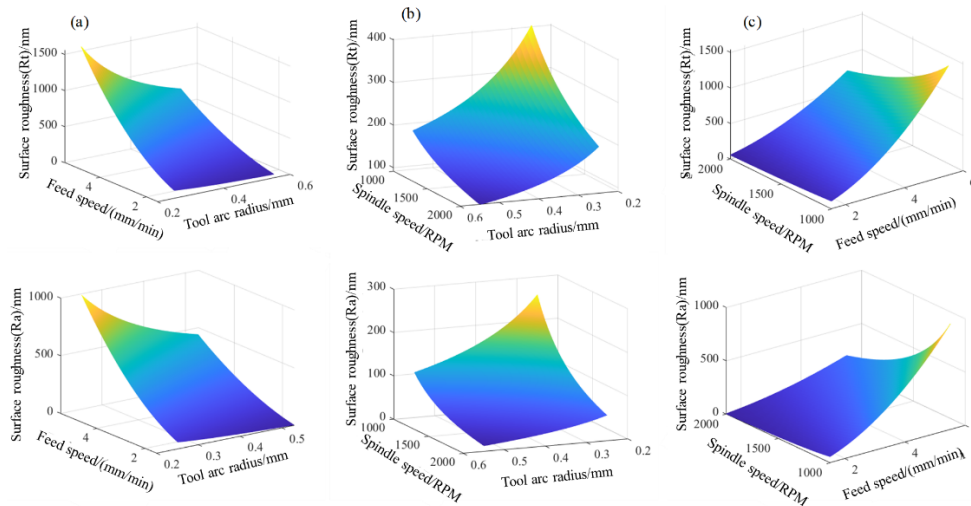 (a)
Surface roughness(Rt)/nm
1500
1000
500
0
Feed speed/(mm/min)
4
2
0.2
0.4
0.6
Tool arc radius/mm
(b)
Surface roughness(Rt)/nm
400
300
200
100
1000
1500
2000
Spindle speed/RPM
0.6
0.5
0.4
0.3
0.2
Tool arc radius/mm
(c)
Surface roughness(Rt)/nm
1500
1000
500
0
2000
1500
1000
Spindle speed/RPM
2
4
Feed speed/(mm/min)
Surface roughness(Ra)/nm
1000
500
0
Feed speed/(mm/min)
4
2
0.2
0.3
0.4
0.5
Tool arc radius/mm
Surface roughness(Ra)/nm
300
200
100
0
1000
1500
2000
Spindle speed/RPM
0.6
0.5
0.4
0.3
0.2
Tool arc radius/mm
Surface roughness(Ra)/nm
1000
500
0
2000
1500
1000
Spindle speed/RPM
2
4
Feed speed/(mm/min)